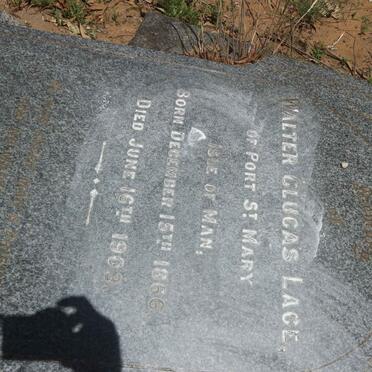 WALTER CLUCAS LACE,
OF PORT ST MARY
ISLE OF MAN,
BORN DECEMBER 15TH 1866
DIED JUNE 16TH 1903